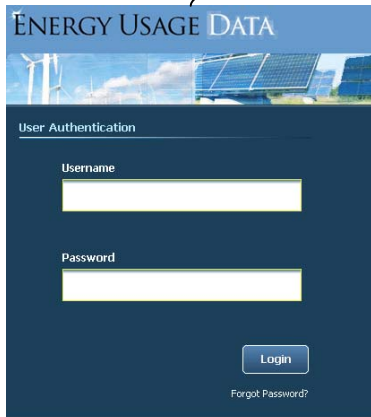 ENERGY USAGE DATA
User Authentication
Username
Password
Login
Forgot Password?